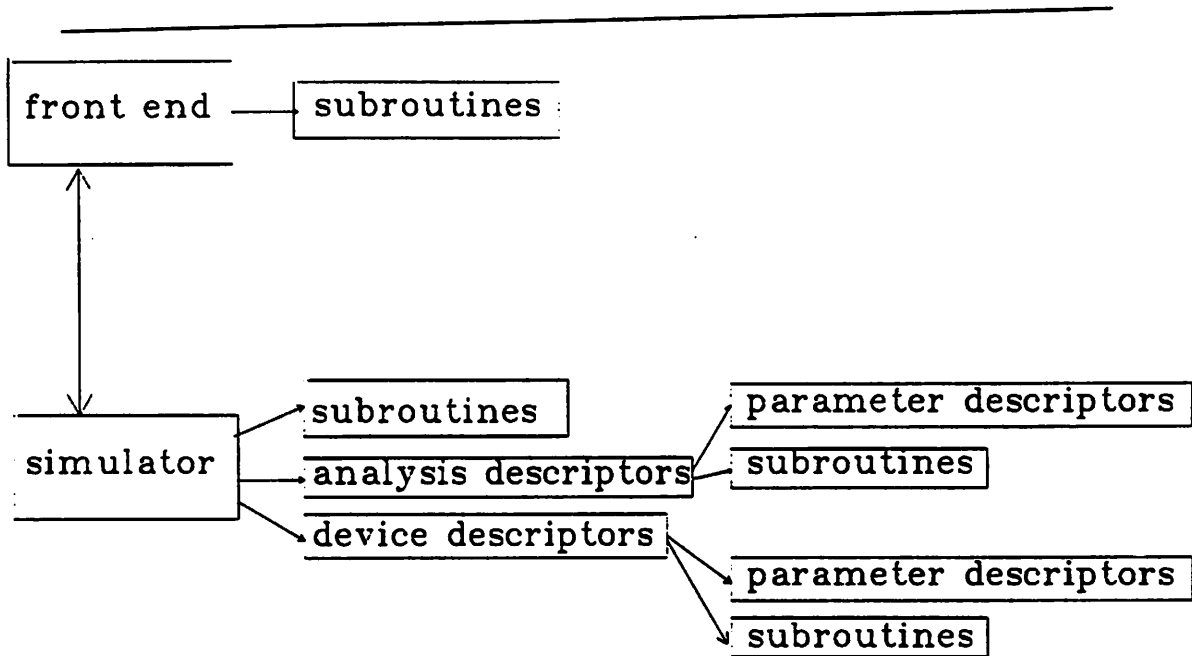 front end
subroutines
subroutines
parameter descriptors
simulator
analysis descriptors
subroutines
device descriptors
parameter descriptors
subroutines